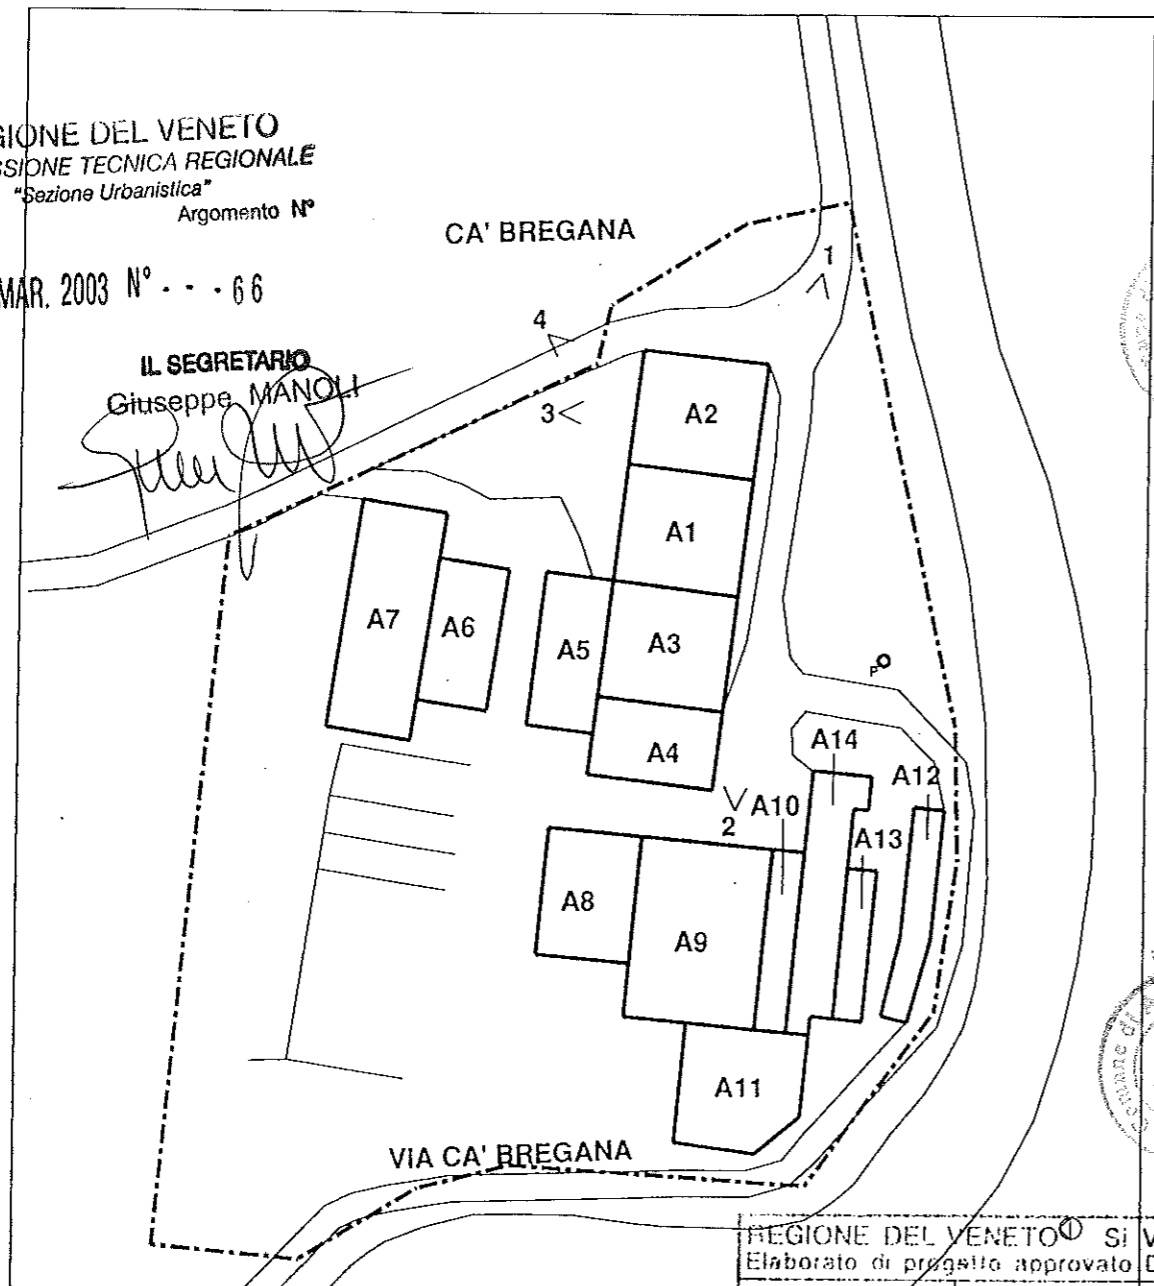 GIONE DEL VENETO
SSIONE TECNICA REGIONALE
"Sezione Urbanistica"
Argomento N°
MAR. 2003 N° - - - 66
IL SEGRETARIO
Giuseppe MANOLI
CA' BREGANA
1
4
3
A2
A1
A7
A6
A5
A3
P
A4
A14
A12
2
A10
A13
A8
A9
A11
VIA CA' BREGANA
REGIONE DEL VENETO Si V
Elaborato di progetto approvato D